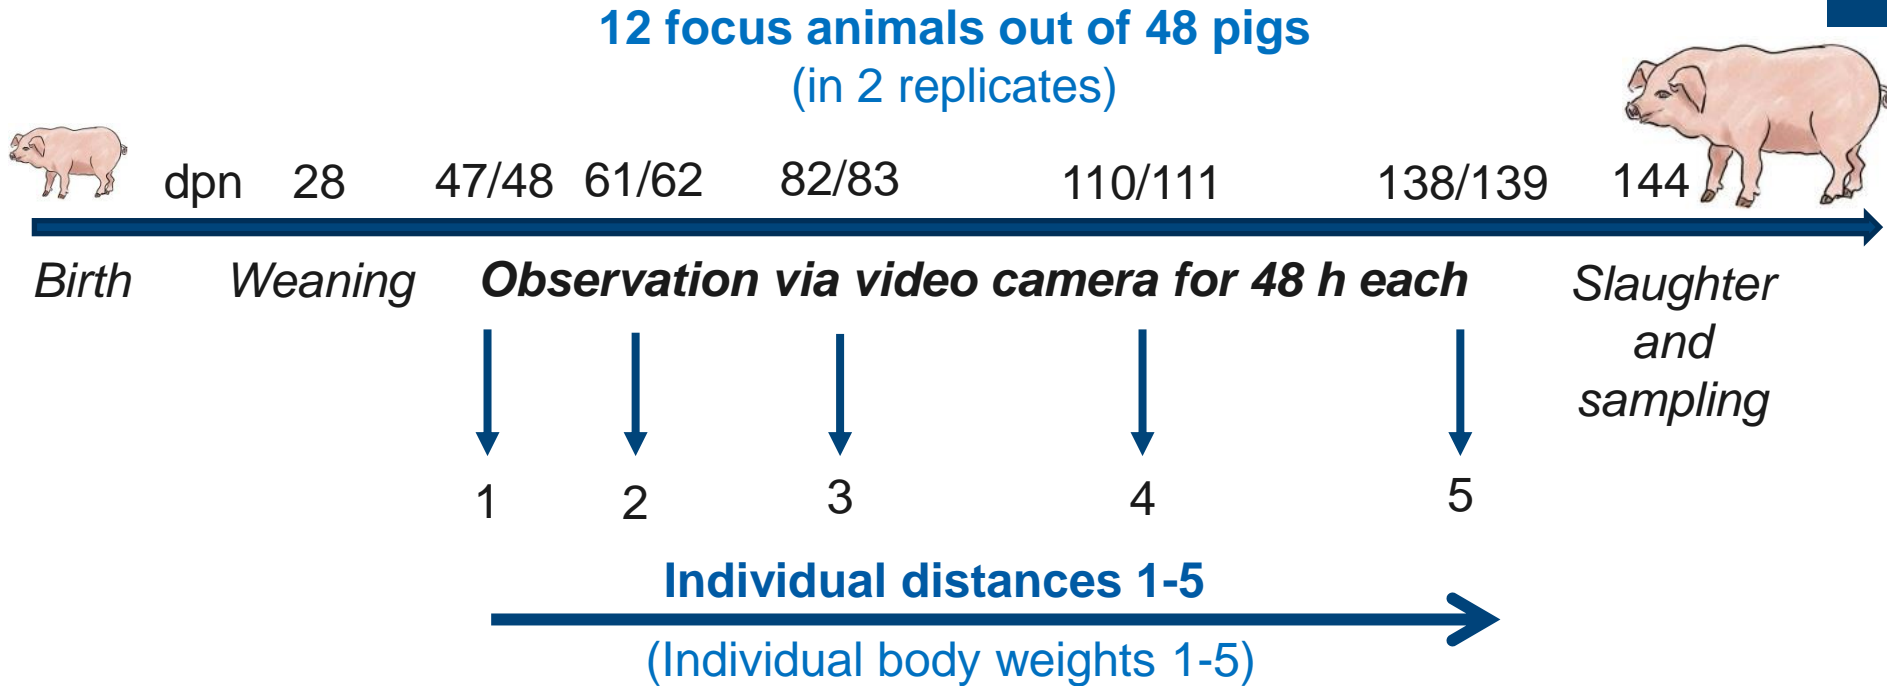 12 focus animals out of 48 pigs
(in 2 replicates)
dpn 28 47/48 61/62 82/83 110/111 138/139 144
Birth Weaning Observation via video camera for 48 h each Slaughter
and
sampling
1 2 3 4 5
Individual distances 1-5
(Individual body weights 1-5)